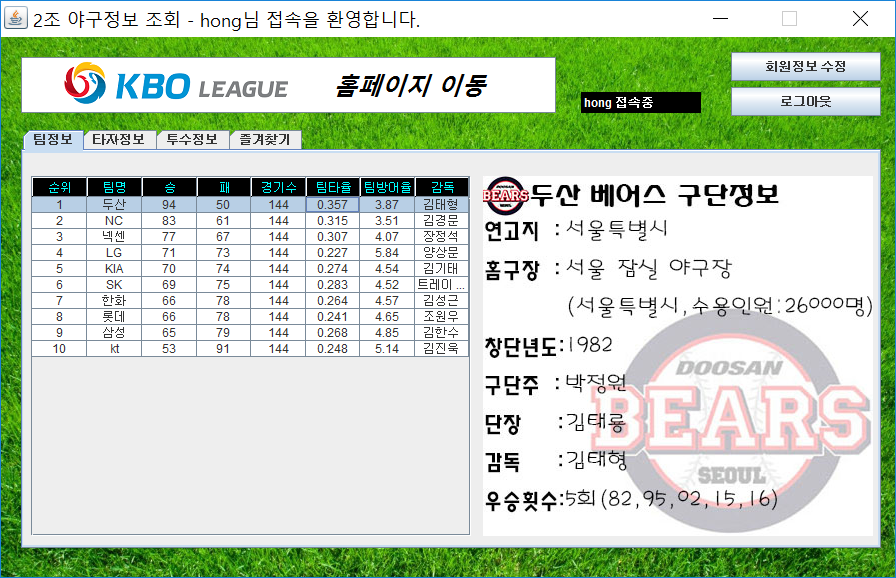 2조 야구정보 조회 - hong님 접속을 환영합니다.
KBO LEAGUE 홈페이지 이동
회원정보 수정
hong 접속중
로그아웃
팀정보 타자정보 투수정보 즐겨찾기
순위 팀명 승 패 경기수 팀타율 팀방어율 감독
1 두산 94 50 144 0.357 3.87 김태형
2 NC 83 61 144 0.315 3.51 김경문
3 넥센 77 67 144 0.307 4.07 장정석
4 LG 71 73 144 0.227 5.84 양상문
5 KIA 70 74 144 0.274 4.54 김기태
6 SK 69 75 144 0.283 4.52 트레이 ...
7 한화 66 78 144 0.264 4.57 김성근
8 롯데 66 78 144 0.241 4.65 조원우
9 삼성 65 79 144 0.268 4.85 김한수
10 kt 53 91 144 0.248 5.14 김진욱
DOOSAN BEARS SEOUL
두산 베어스 구단정보
연고지 : 서울특별시
홈구장 : 서울 잠실 야구장
(서울특별시,수용인원:26000명)
창단년도:1982
구단주 : 박정원
단장 :김태룡
감독 :김태형
우승횟수:5회(82,95,02,15,16)
DOOSAN
BEARS
SEOUL